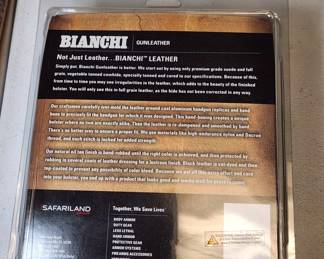 BIANCHI GUNLEATHER
Not Just Leather...BIANCHI™ LEATHER
Simply put, Bianchi Gunleather is better. We start out by using only premium grade suede and full
grain, vegetable tanned cowhide, specially tanned and cured to our specifications. Because of this,
from time to time you may see irregularities in the leather, which adds to the beauty of the finished
holster. You will only see this in full grain leather, as the hide has not been corrected in any way.
Our craftsmen carefully over mold the leather around cast aluminum handgun replicas and hand
bone to precisely fit the handgun for which it was designed. This hand-boning creates a unique
holster where no two are exactly alike. Then the leather is re-dampened and smoothed by hand
There's no better way to ensure a proper fit. We use materials like high-endurance nylon and Dacron
thread, and each stitch is locked for added strength.
Our natural oil tan finish is hand-rubbed until the right color is achieved, and then protected by
rubbing in several coats of leather dressing for a lustrous finish. Black leather is vat-dyed and then
top-coated to prevent any possibility of color bleed. Because we put all this extra effort and care
into your holster, you end up with a product that looks good and works well for years to come.
SAFARILAND
Together, We Save Lives
BODY ARMOR
DUTY GEAR
LESS LETHAL
HAND ARMOR
PROTECTIVE GEAR
ARMOR SYSTEMS
FIREARMS ACCESSORIES